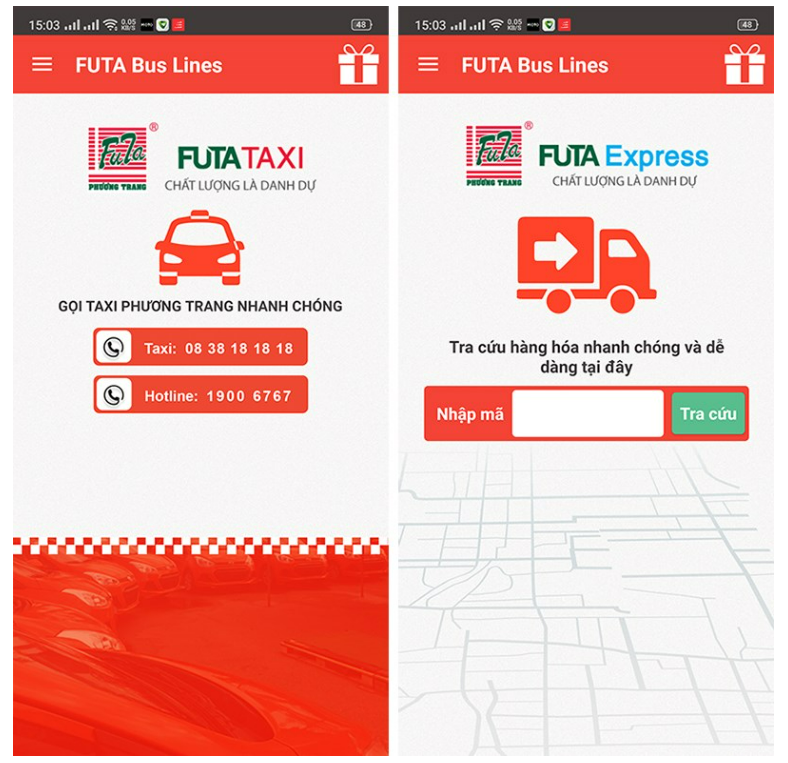 15:03
0,05
KB/S
48
FUTA Bus Lines
FuTa ®
PHƯƠNG TRANG
FUTA TAXI
CHẤT LƯỢNG LÀ DANH DỰ
GỌI TAXI PHƯƠNG TRANG NHANH CHÓNG
Taxi: 08 38 18 18 18
Hotline: 1900 6767
15:03
0,05
KB/S
48
FUTA Bus Lines
FuTa ®
PHƯƠNG TRANG
FUTA Express
CHẤT LƯỢNG LÀ DANH DỰ
Tra cứu hàng hóa nhanh chóng và dễ
dàng tại đây
Nhập mã
Tra cứu